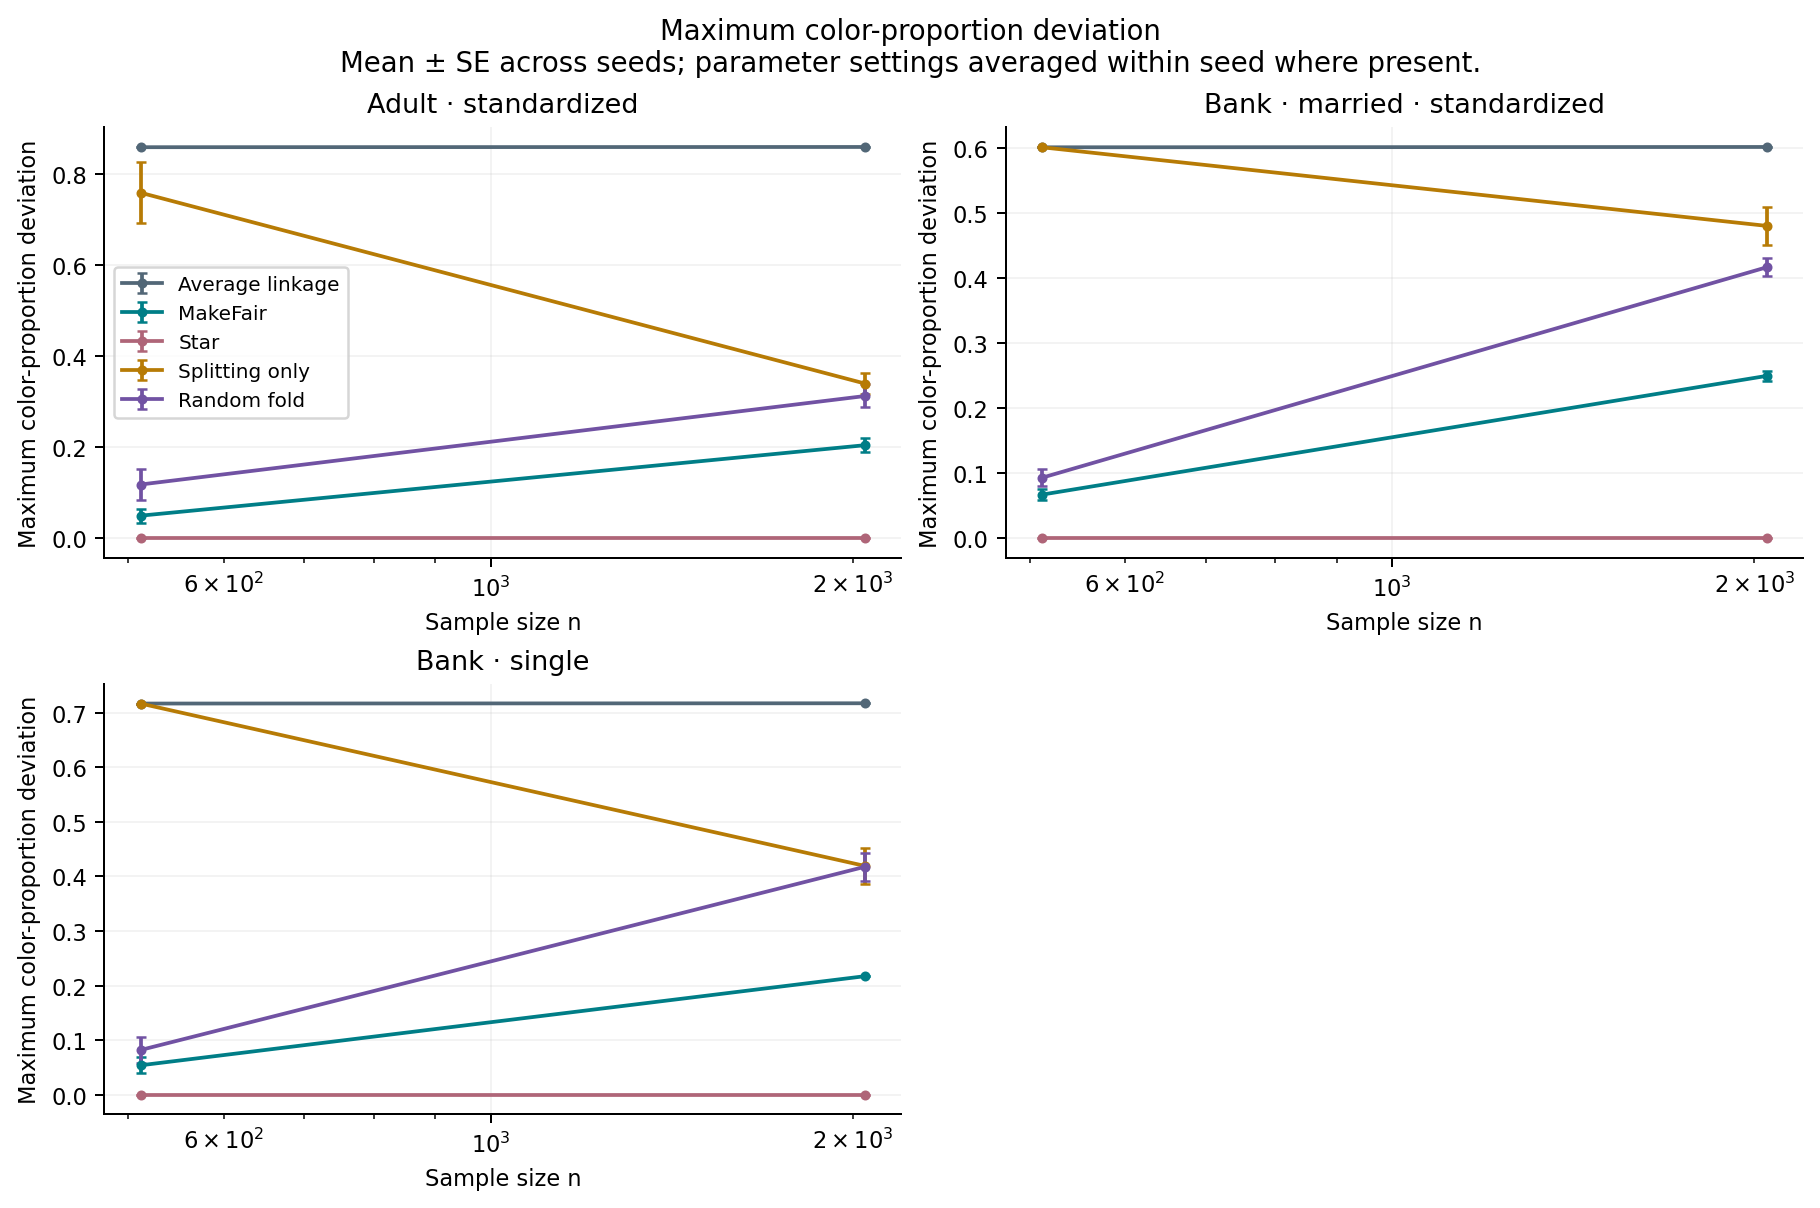 Maximum color-proportion deviation
Mean ± SE across seeds; parameter settings averaged within seed where present.
Adult · standardized
Maximum color-proportion deviation
0.8
0.6
0.4
0.2
0.0
Average linkage
MakeFair
Star
Splitting only
Random fold
6 × 10²
10³
2 × 10³
Sample size n
Bank · married · standardized
Maximum color-proportion deviation
0.6
0.5
0.4
0.3
0.2
0.1
0.0
6 × 10²
10³
2 × 10³
Sample size n
Bank · single
Maximum color-proportion deviation
0.7
0.6
0.5
0.4
0.3
0.2
0.1
0.0
6 × 10²
10³
2 × 10³
Sample size n